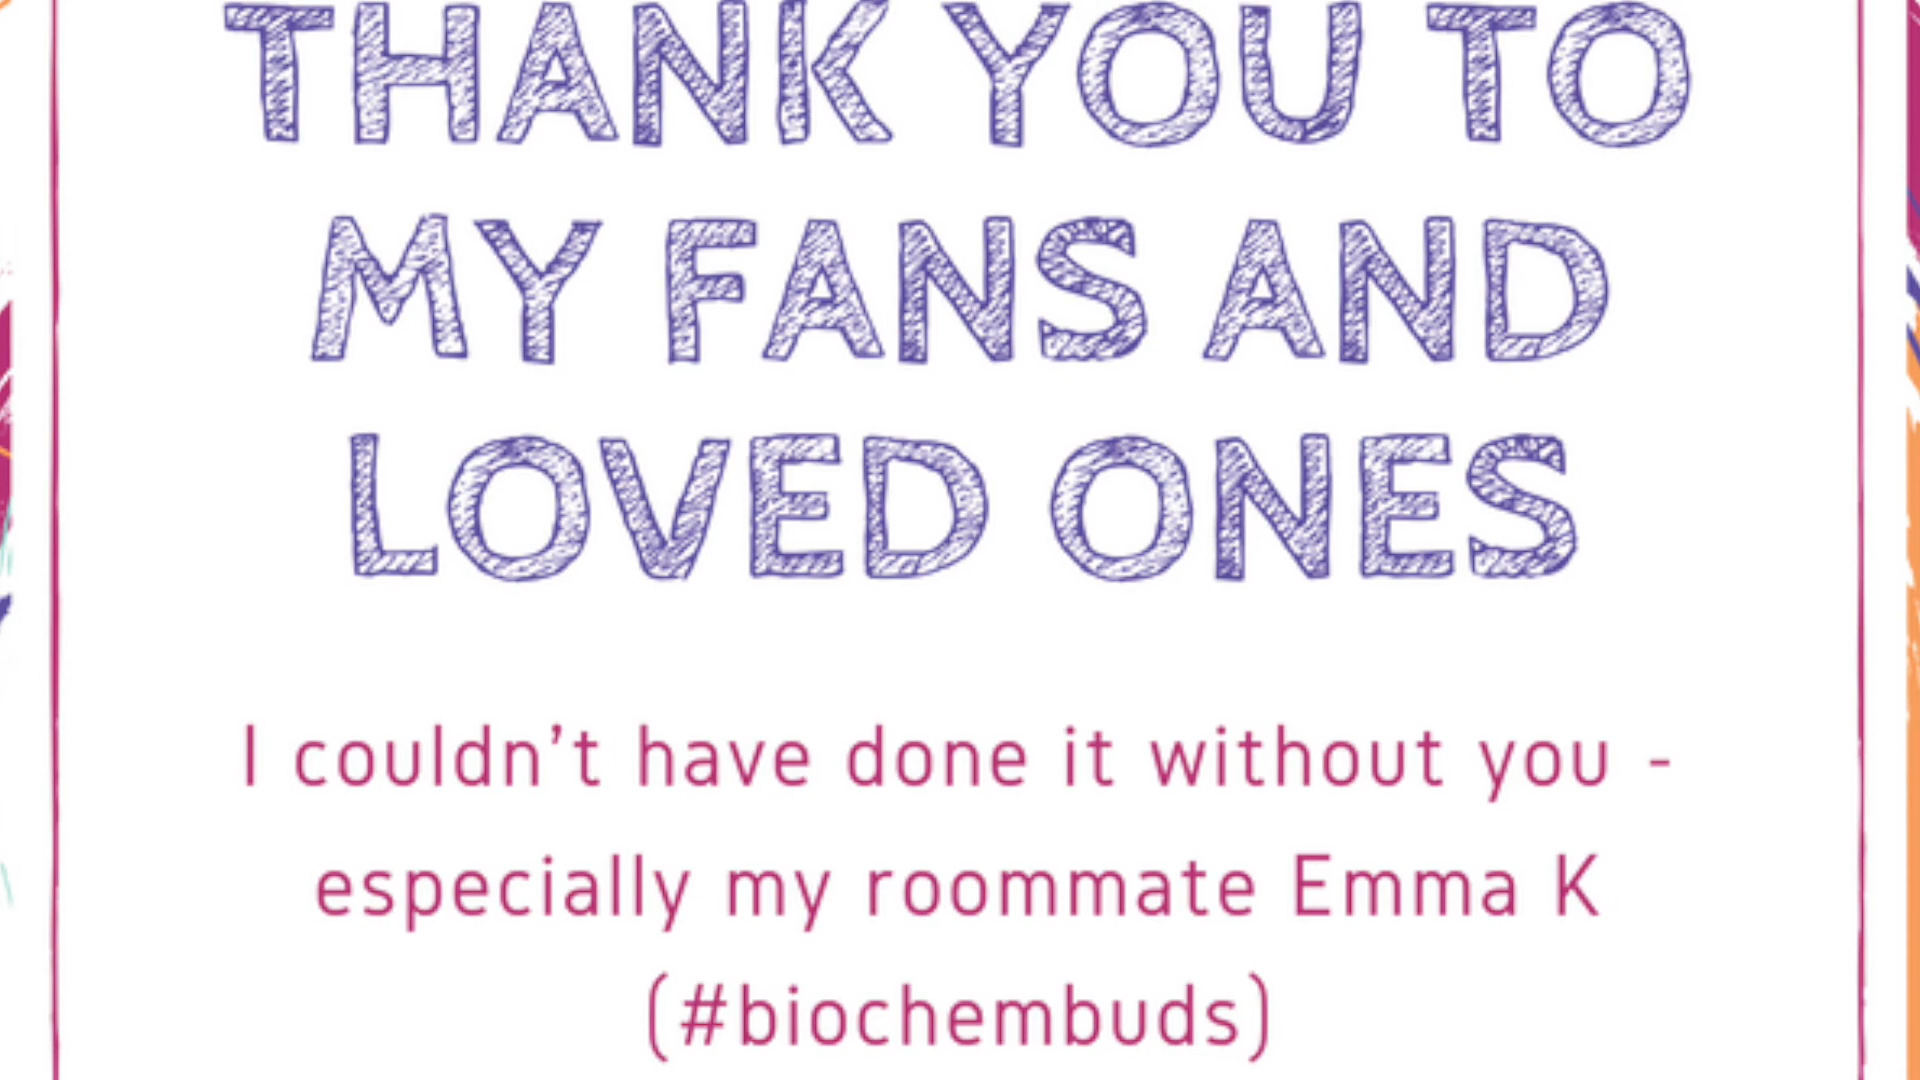 THANK YOU TO
MY FANS AND
LOVED ONES
I couldn’t have done it without you -
especially my roommate Emma K
(#biochembuds)